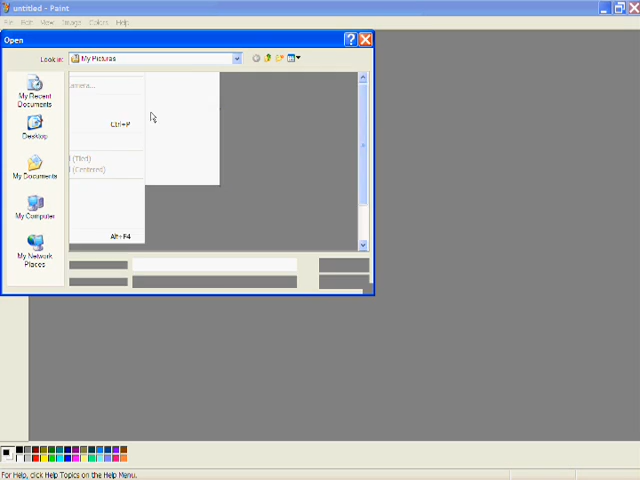 untitled - Paint
File Edit View Image Colors Help
Open
Look in: My Pictures
My Recent
Documents
Desktop
My Documents
My Computer
My Network
Places
amera...
Ctrl+P
(Tiled)
(Centered)
Alt+F4
For Help, click Help Topics on the Help Menu.